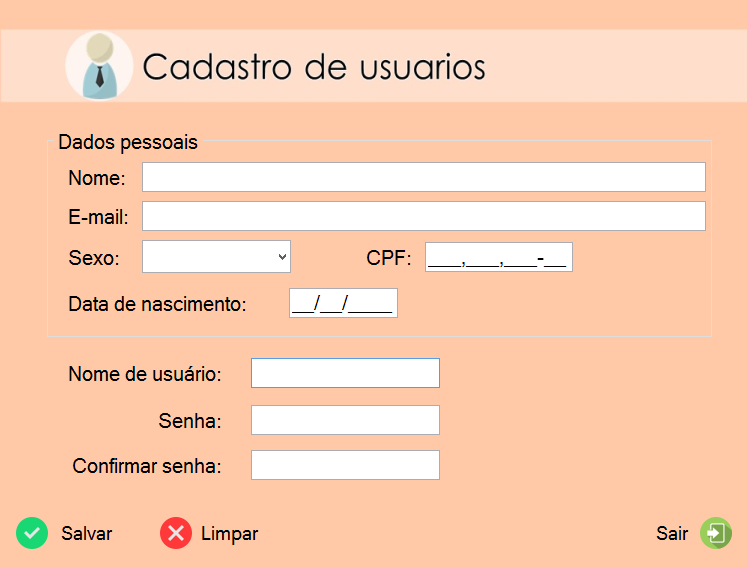 Cadastro de usuarios
Dados pessoais
Nome:
E-mail:
Sexo: CPF: ___,___,___-__
Data de nascimento: __/__/____
Nome de usuário:
Senha:
Confirmar senha:
Salvar Limpar Sair